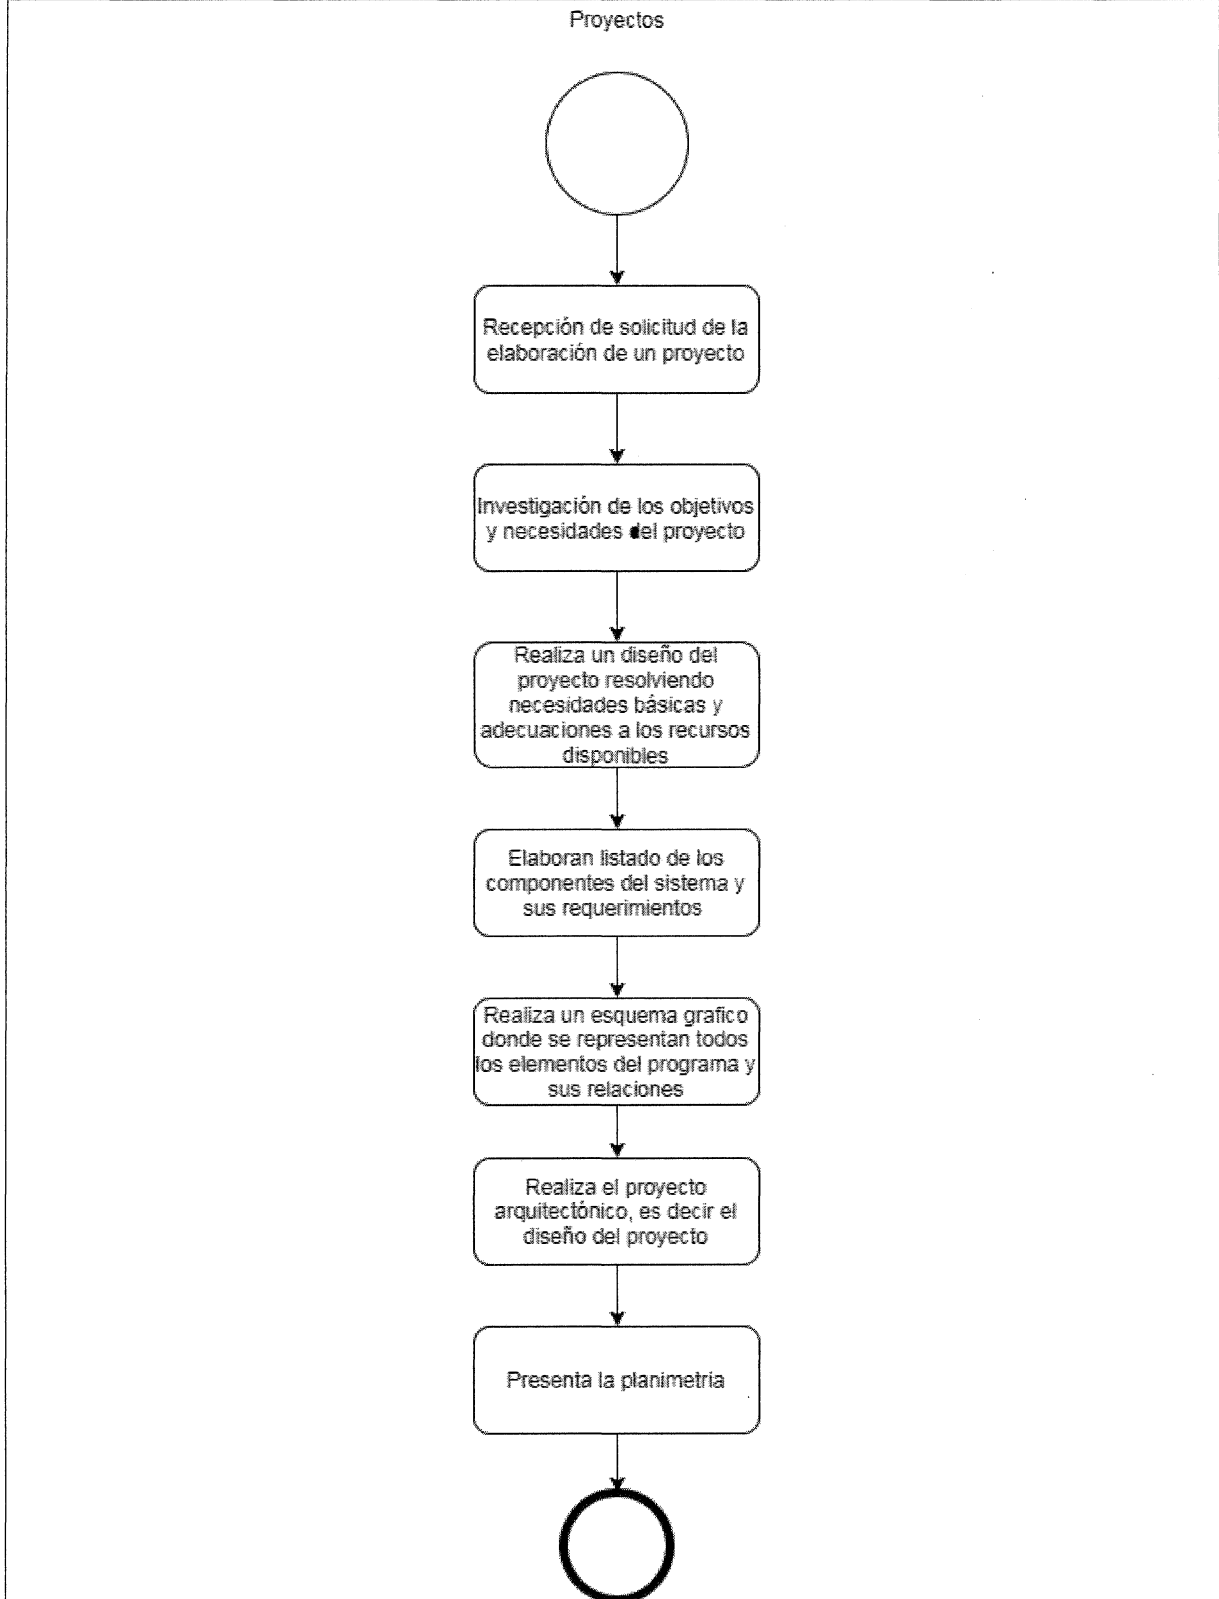 Proyectos
Recepción de solicitud de la
elaboración de un proyecto
Investigación de los objetivos
y necesidades del proyecto
Realiza un diseño del
proyecto resolviendo
necesidades básicas y
adecuaciones a los recursos
disponibles
Elaboran listado de los
componentes del sistema y
sus requerimientos
Realiza un esquema grafico
donde se representan todos
los elementos del programa y
sus relaciones
Realiza el proyecto
arquitectónico, es decir el
diseño del proyecto
Presenta la planimetria